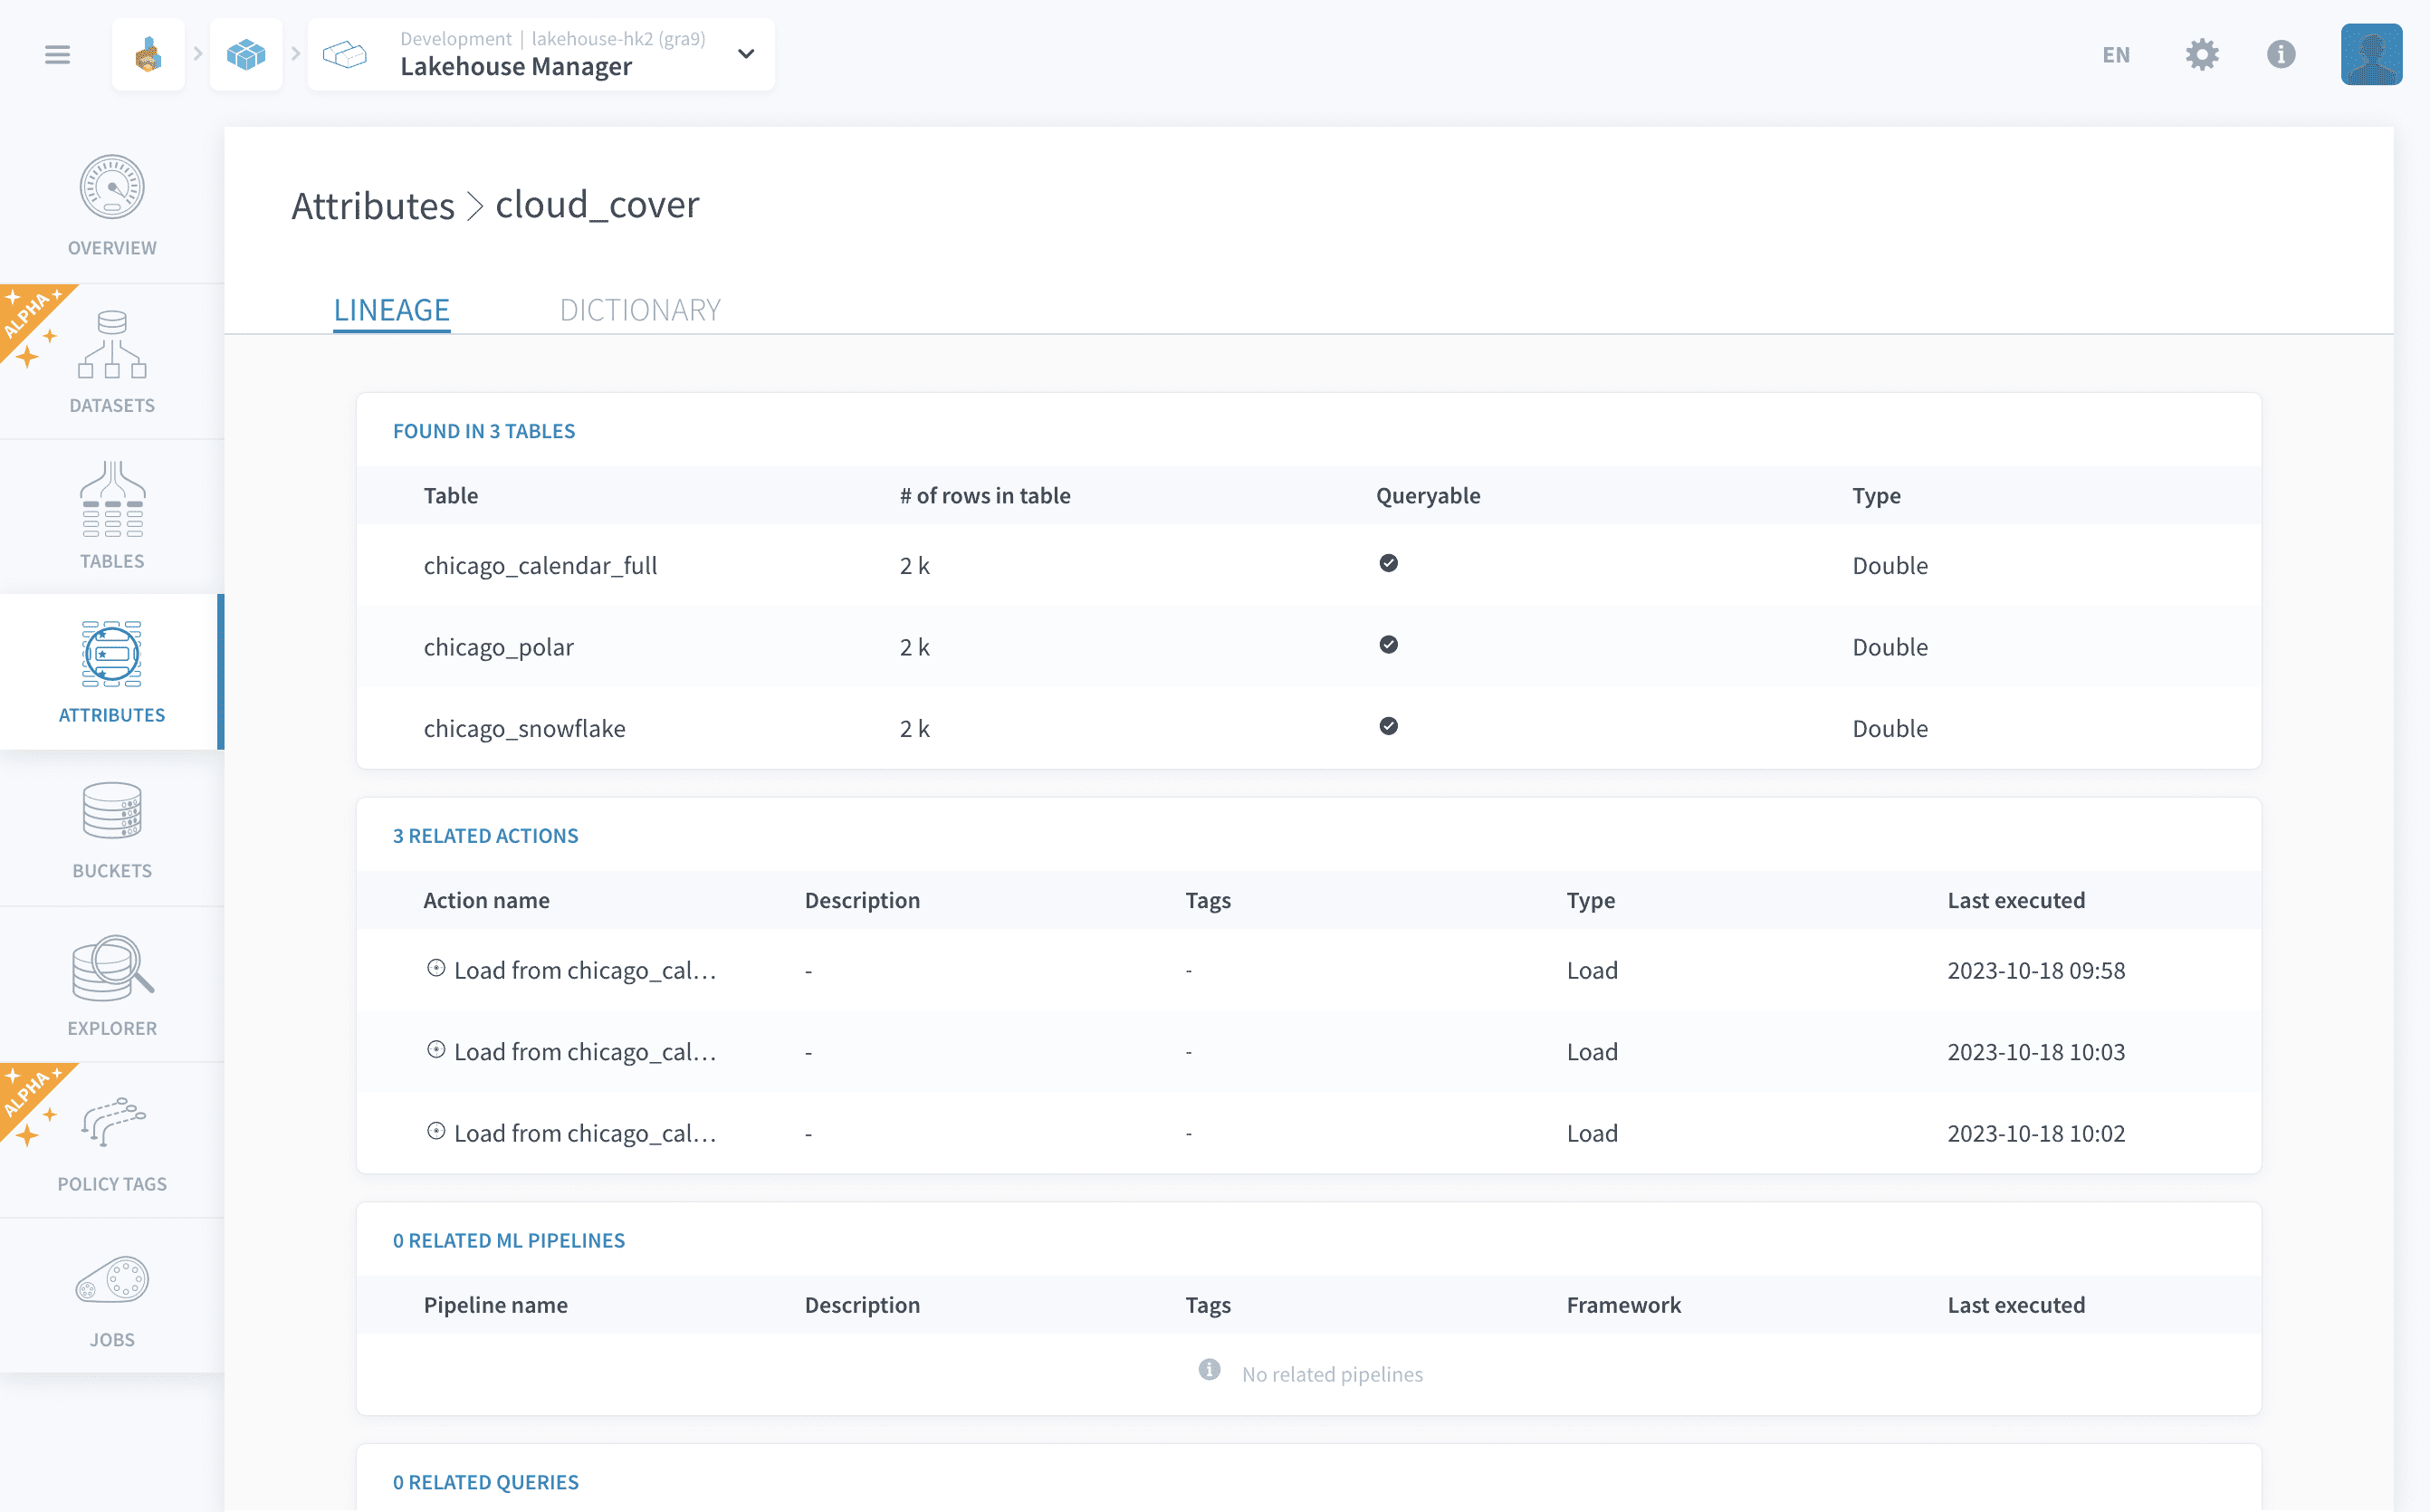 Development | lakehouse-hk2 (gra9)
Lakehouse Manager
EN
OVERVIEW
ALPHA
DATASETS
TABLES
ATTRIBUTES
BUCKETS
EXPLORER
ALPHA
POLICY TAGS
JOBS
Attributes > cloud_cover
LINEAGE DICTIONARY
FOUND IN 3 TABLES
Table # of rows in table Queryable Type
chicago_calendar_full 2 k Double
chicago_polar 2 k Double
chicago_snowflake 2 k Double
3 RELATED ACTIONS
Action name Description Tags Type Last executed
Load from chicago_cal... - - Load 2023-10-18 09:58
Load from chicago_cal... - - Load 2023-10-18 10:03
Load from chicago_cal... - - Load 2023-10-18 10:02
0 RELATED ML PIPELINES
Pipeline name Description Tags Framework Last executed
No related pipelines
0 RELATED QUERIES